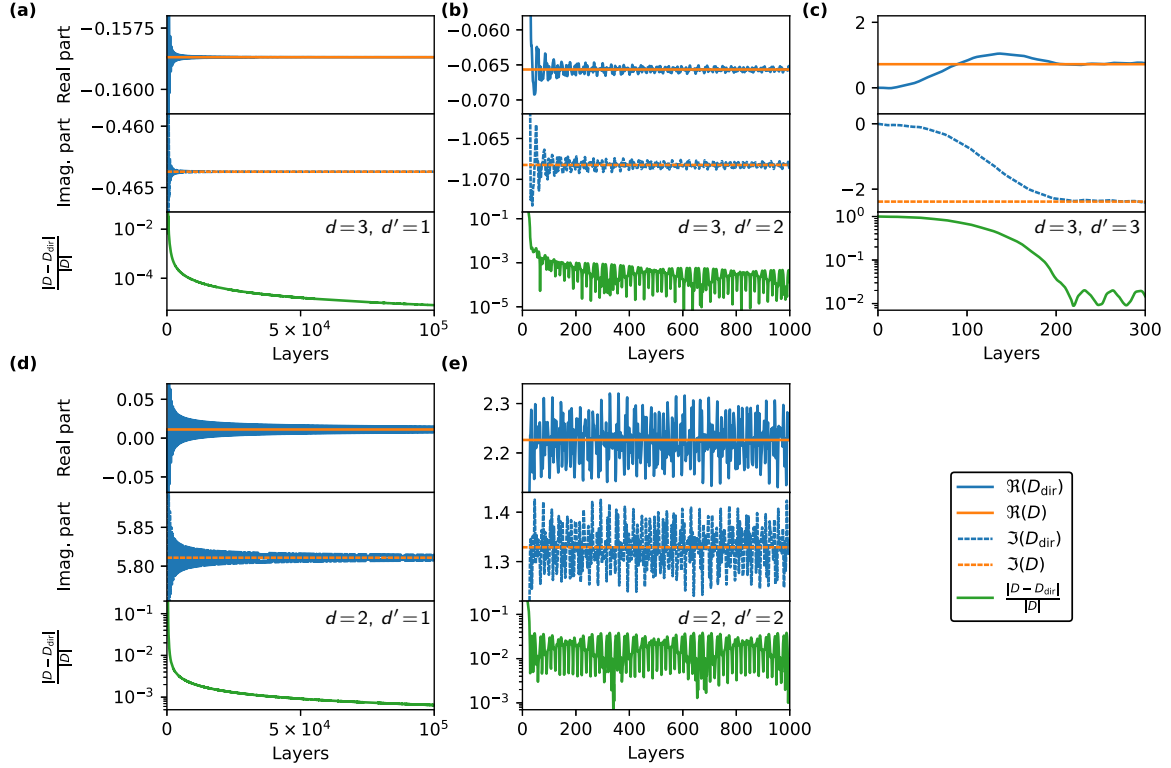 (a)
Real part
−0.1575
−0.1600
Imag. part
−0.460
−0.465
|D − D_dir| / |D|
10⁻²
10⁻⁴
d = 3, d′ = 1
0
5 × 10⁴
10⁵
Layers
(b)
−0.060
−0.065
−0.070
−1.065
−1.070
10⁻¹
10⁻³
10⁻⁵
d = 3, d′ = 2
0
200
400
600
800
1000
Layers
(c)
2
0
0
−2
10⁰
10⁻¹
10⁻²
d = 3, d′ = 3
0
100
200
300
Layers
(d)
Real part
0.05
0.00
−0.05
Imag. part
5.85
5.80
|D − D_dir| / |D|
10⁻¹
10⁻²
10⁻³
d = 2, d′ = 1
0
5 × 10⁴
10⁵
Layers
(e)
2.3
2.2
1.4
1.3
10⁻¹
10⁻²
10⁻³
d = 2, d′ = 2
0
200
400
600
800
1000
Layers
ℜ(D_dir)
ℜ(D)
ℑ(D_dir)
ℑ(D)
|D − D_dir| / |D|